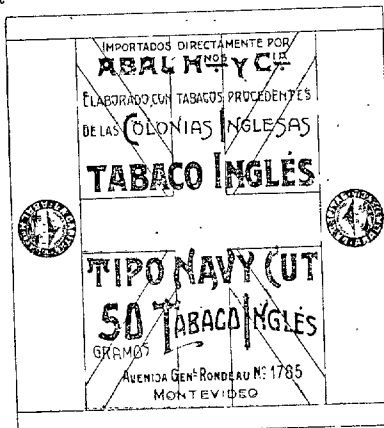 IMPORTADOS DIRECTAMENTE POR
ABAL HNOS Y CIA
ELABORADO CON TABACOS PROCEDENTES
DE LAS COLONIAS INGLESAS
TABACO INGLÉS
TIPO NAVY CUT
50 TABACO INGLÉS
GRAMOS
AVENIDA GENL RONDEAU Nº 1785
MONTEVIDEO